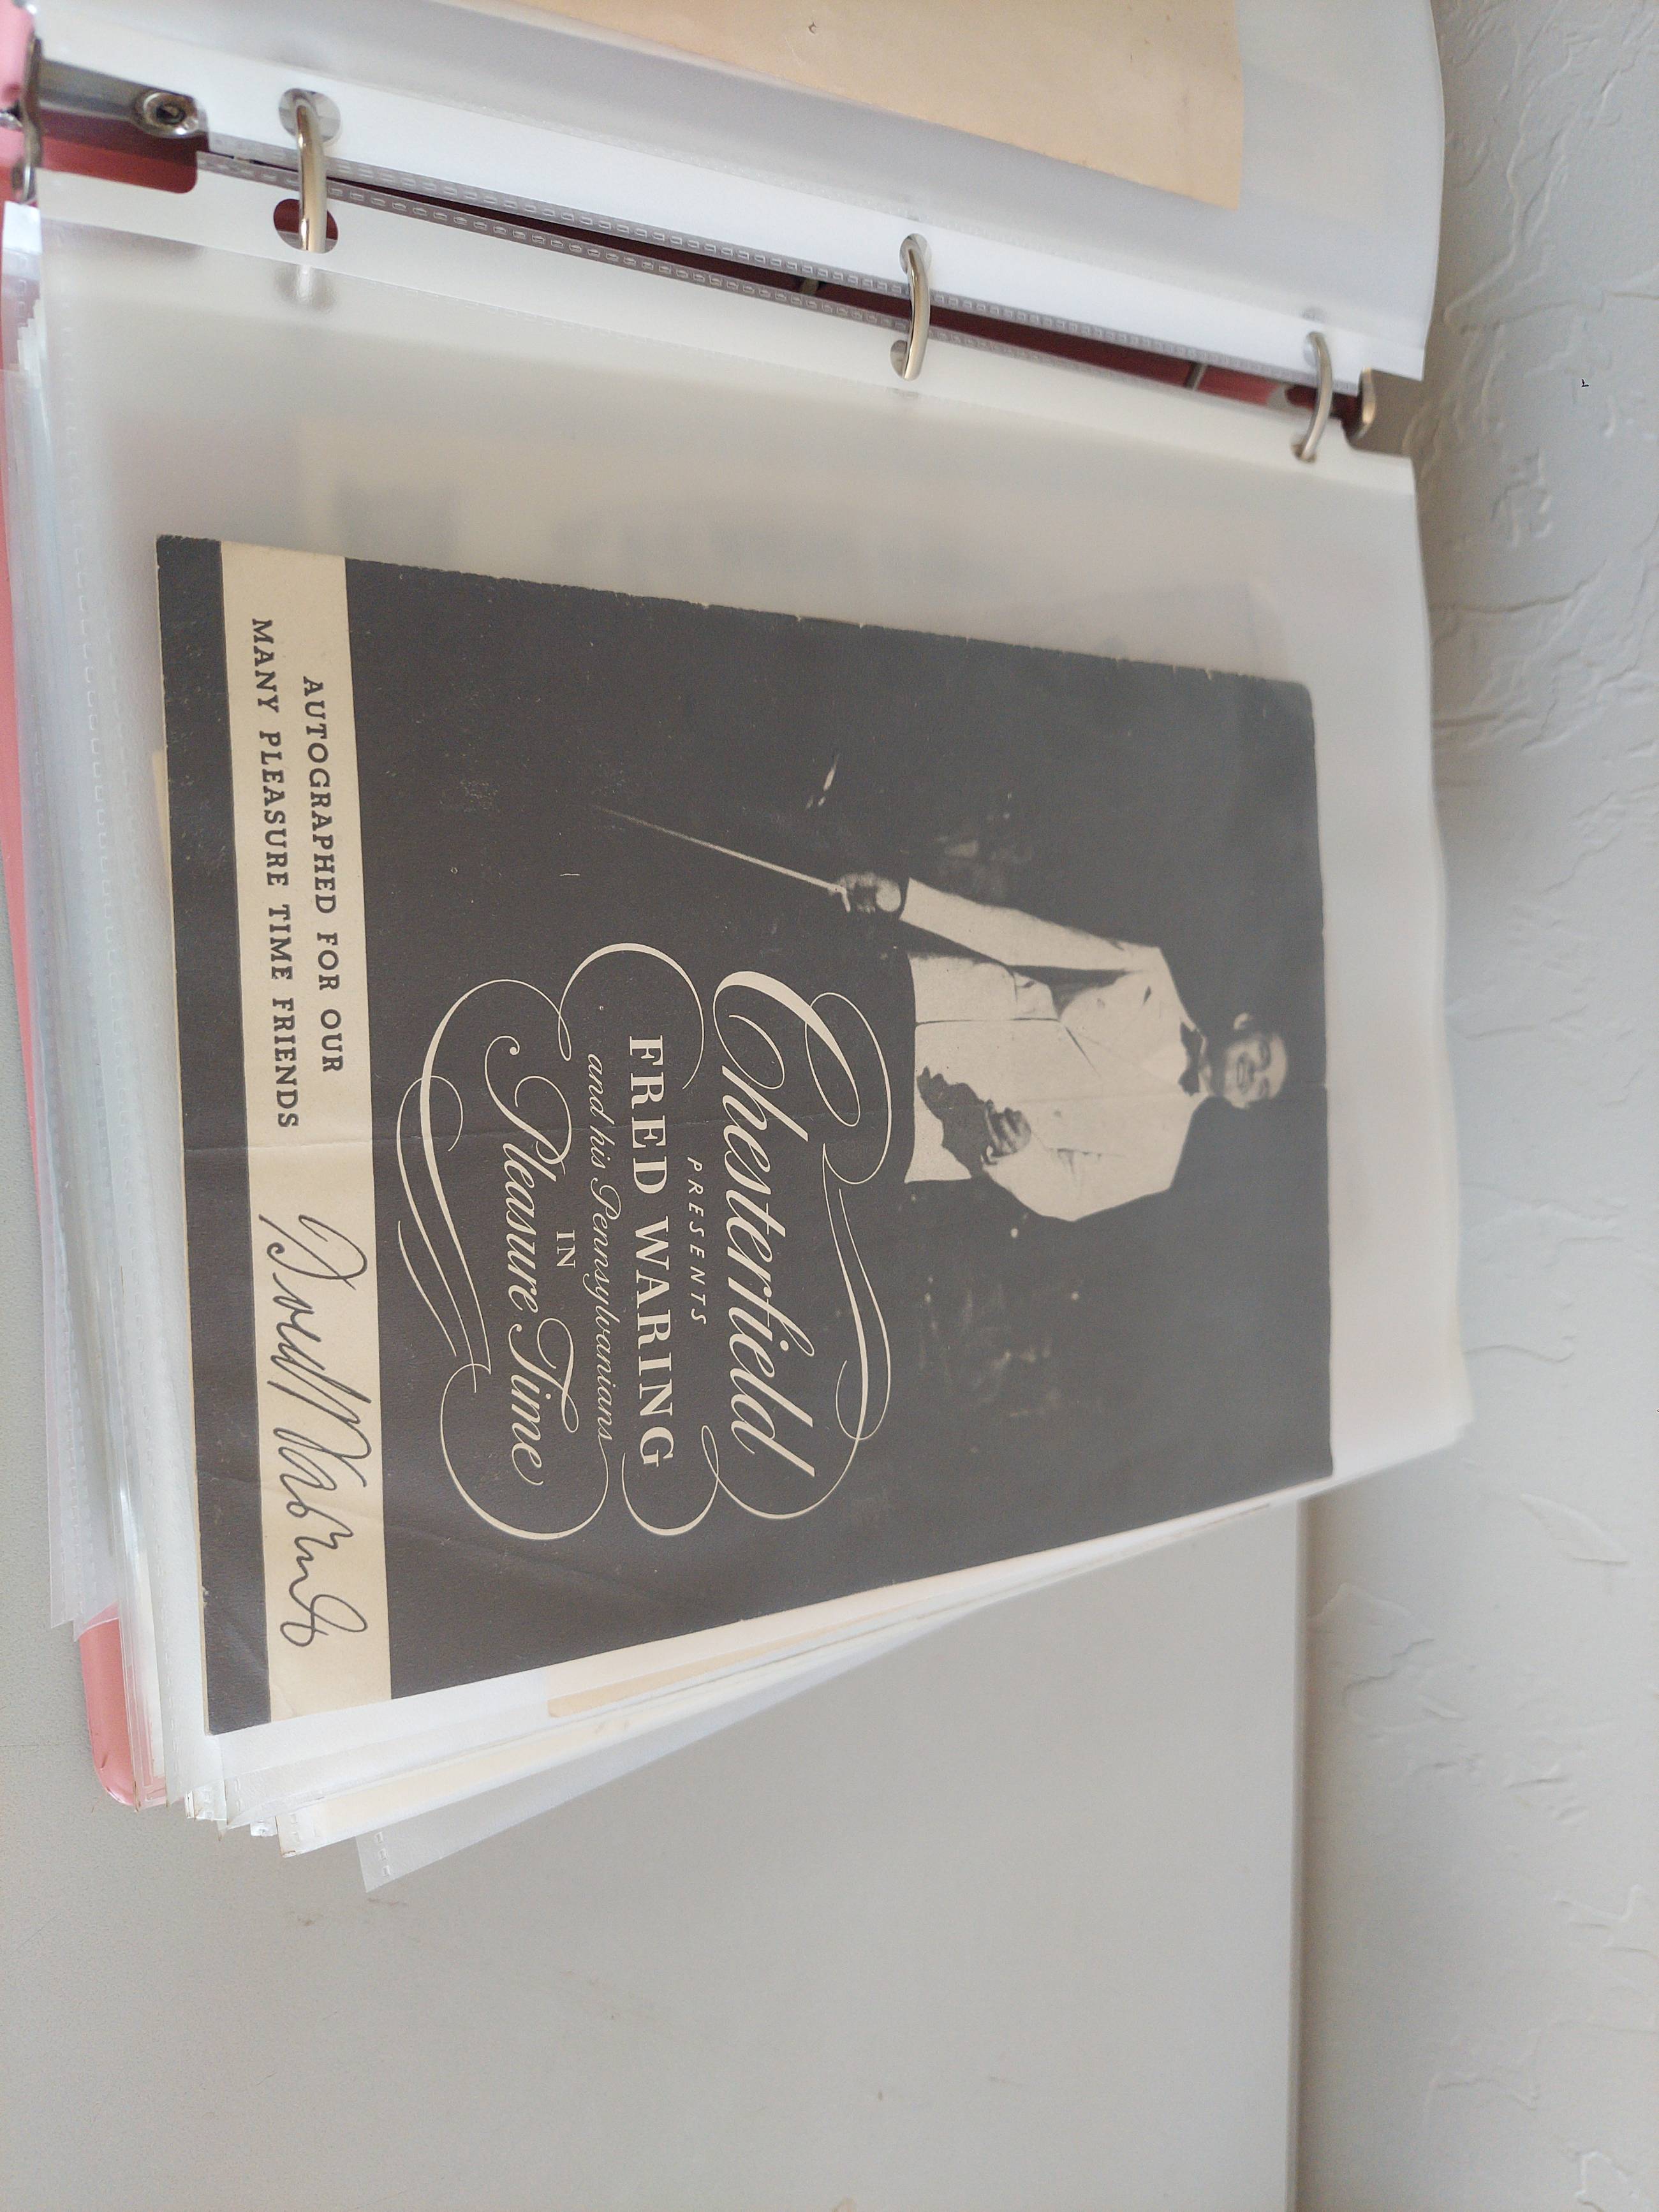 Chesterfield
PRESENTS
FRED WARING
and his Pennsylvanians
IN
Pleasure Time
AUTOGRAPHED FOR OUR
MANY PLEASURE TIME FRIENDS